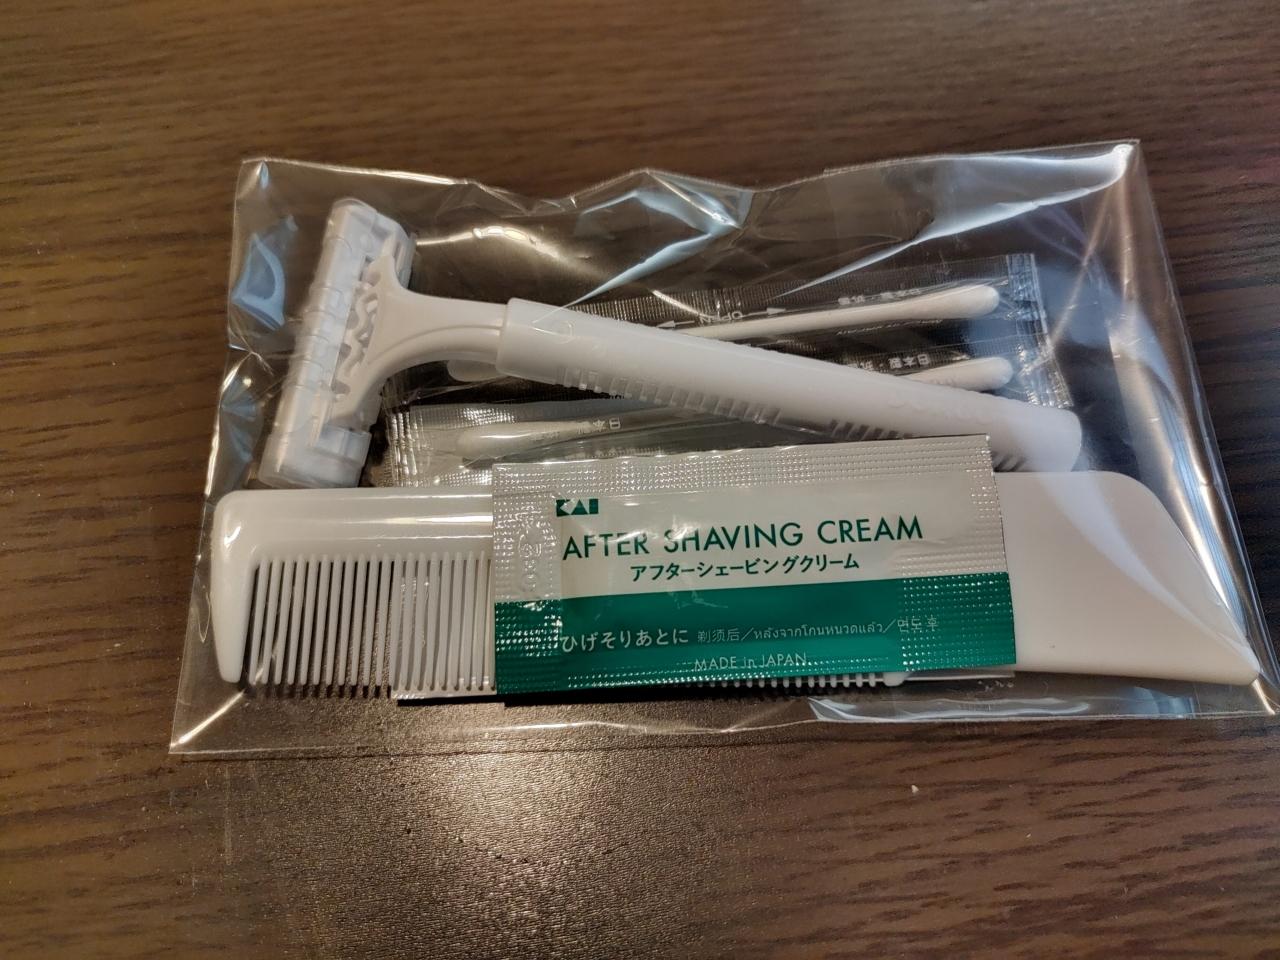 OPEN
KAI
AFTER SHAVING CREAM
アフターシェービングクリーム
ひげそりあとに 剃须后/หลังจากโกนหนวดแล้ว/면도 후
MADE in JAPAN